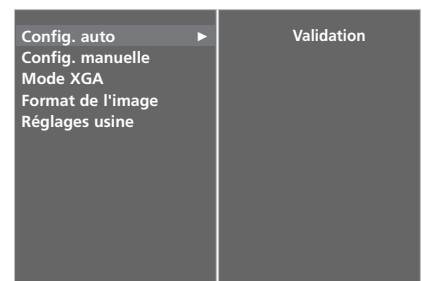 Config. auto ► Validation
Config. manuelle
Mode XGA
Format de l'image
Réglages usine